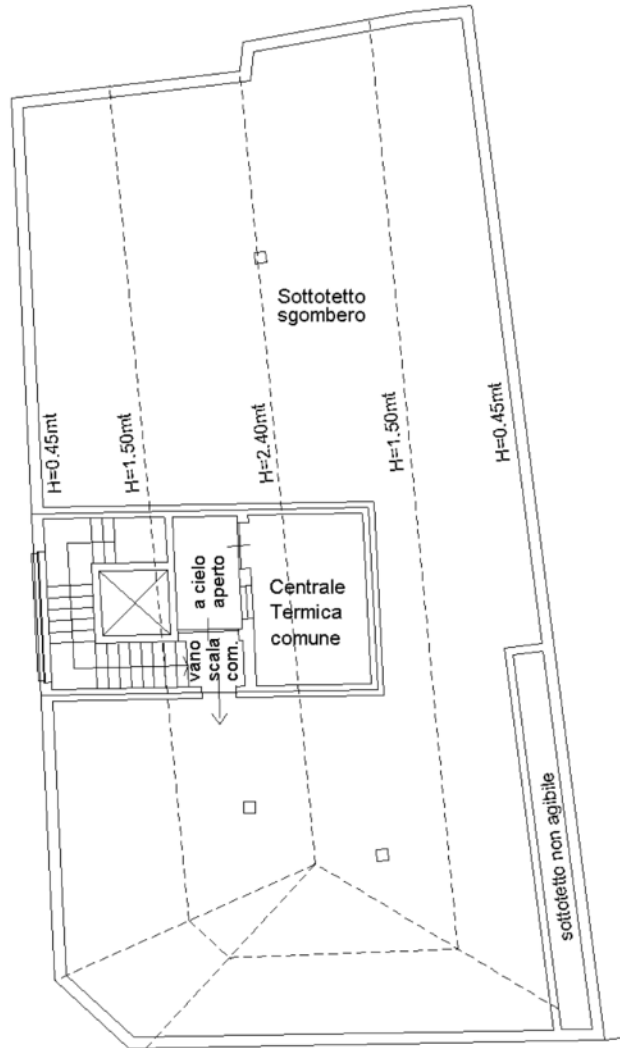 Sottotetto
sgombero
H=0.45mt
H=1.50mt
H=2.40mt
H=1.50mt
H=0.45mt
a cielo
aperto
Centrale
Termica
comune
vano
scala
com.
sottotetto non agibile